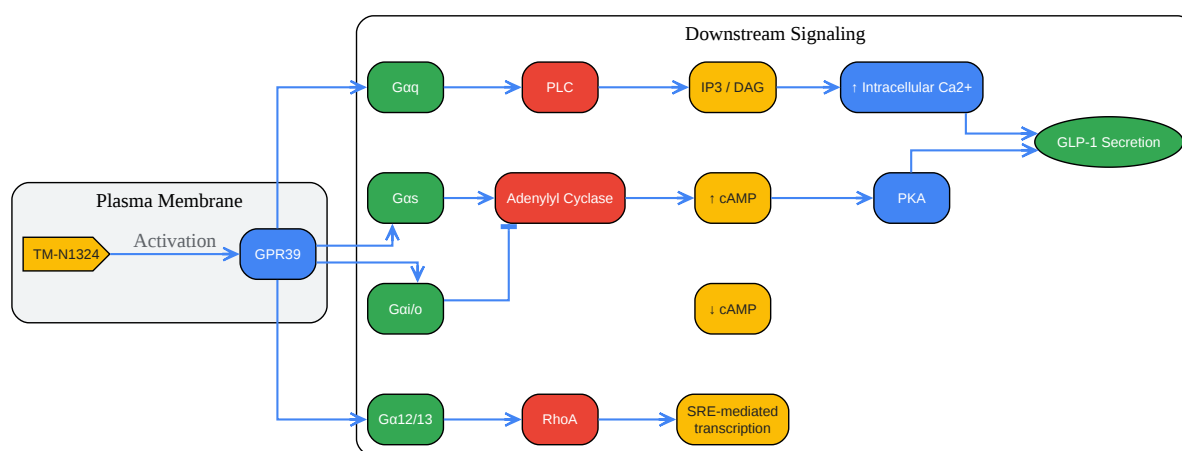 Downstream Signaling
Gαq
PLC
IP3 / DAG
↑ Intracellular Ca2+
GLP-1 Secretion
Plasma Membrane
Gαs
Adenylyl Cyclase
↑ cAMP
PKA
TM-N1324
Activation
GPR39
Gαi/o
↓ cAMP
Gα12/13
RhoA
SRE-mediated
transcription